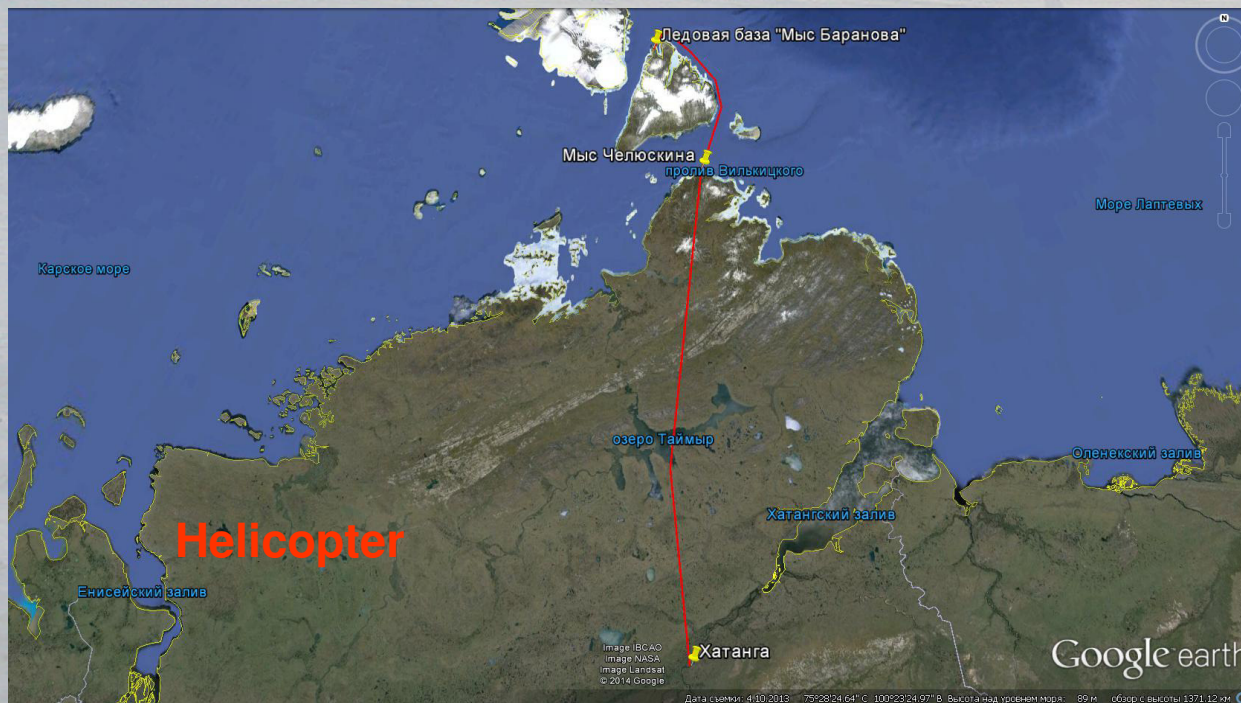 N
Ледовая база "Мыс Баранова"
Мыс Челюскина
пролив Вилькицкого
Море Лаптевых
Карское море
озеро Таймыр
Оленекский залив
Хатангский залив
Helicopter
Енисейский залив
Хатанга
Image IBCAO
Image NASA
Image Landsat
© 2014 Google
Google earth
Дата съемки: 4.10.2013 75°28'24.64" С 100°23'24.97" В Высота над уровнем моря: 89 м обзор с высоты 1371.12 км